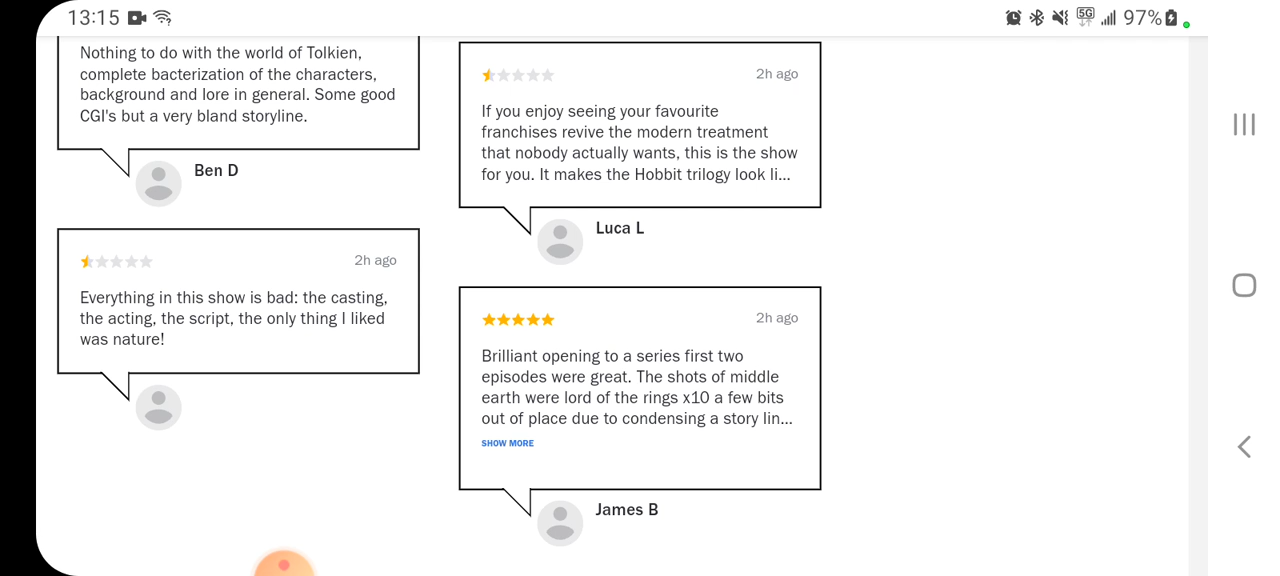 13:15
5G
97%
Nothing to do with the world of Tolkien,
complete bacterization of the characters,
background and lore in general. Some good
CGI's but a very bland storyline.
Ben D
2h ago
Everything in this show is bad: the casting,
the acting, the script, the only thing I liked
was nature!
2h ago
If you enjoy seeing your favourite
franchises revive the modern treatment
that nobody actually wants, this is the show
for you. It makes the Hobbit trilogy look li...
Luca L
2h ago
Brilliant opening to a series first two
episodes were great. The shots of middle
earth were lord of the rings x10 a few bits
out of place due to condensing a story lin...
SHOW MORE
James B